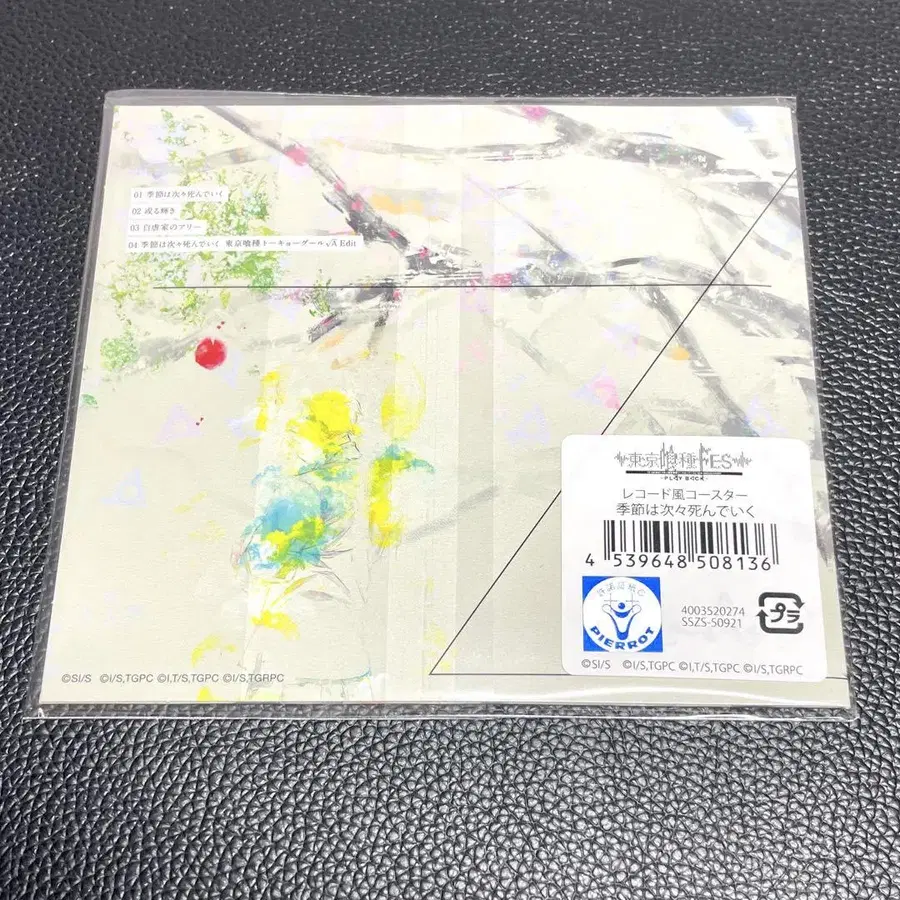 01 季節は次々死んでいく
02 或る輝き
03 自虐家のアリー
04 季節は次々死んでいく 東京喰種トーキョーグール√A Edit
東京喰種FES
-PLAY BACK-
レコード風コースター
季節は次々死んでいく
4 539648 508136
許諾証紙
PIERROT
4003520274
SSZS-50921
プラ
©SI/S ©I/S,TGPC ©I,T/S,TGPC ©I/S,TGRPC
©SI/S ©I/S,TGPC ©I,T/S,TGPC ©I/S,TGRPC